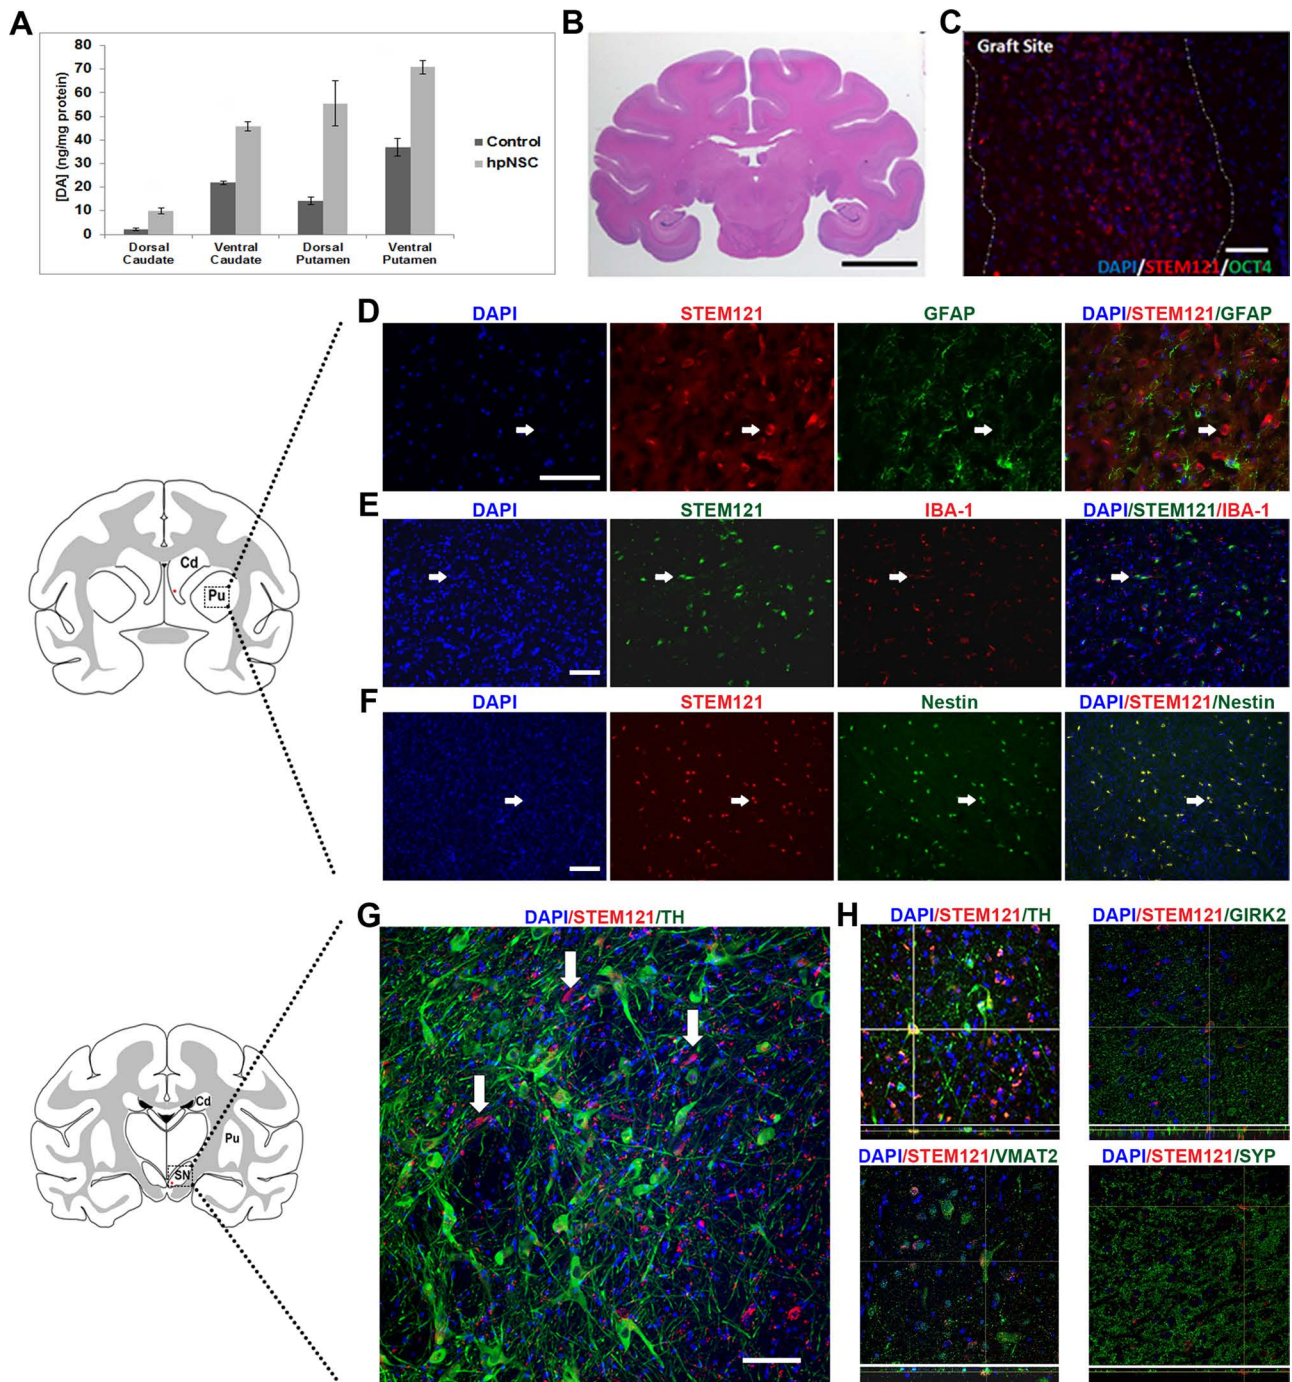 A
80
70
60
50
40
30
20
10
0
[DA] (ng/mg protein)
Dorsal Caudate
Ventral Caudate
Dorsal Putamen
Ventral Putamen
Control
hpNSC
B
C
Graft Site
DAPI/STEM121/OCT4
D
DAPI STEM121 GFAP DAPI/STEM121/GFAP
Cd
Pu
E
DAPI STEM121 IBA-1 DAPI/STEM121/IBA-1
F
DAPI STEM121 Nestin DAPI/STEM121/Nestin
Cd
Pu
SN
G
DAPI/STEM121/TH
H
DAPI/STEM121/TH
DAPI/STEM121/GIRK2
DAPI/STEM121/VMAT2
DAPI/STEM121/SYP